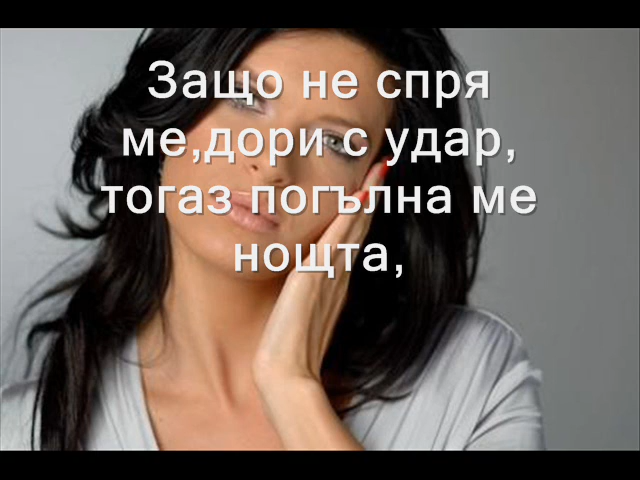 Защо не спря
ме,дори с удар,
тогаз погълна ме
нощта,